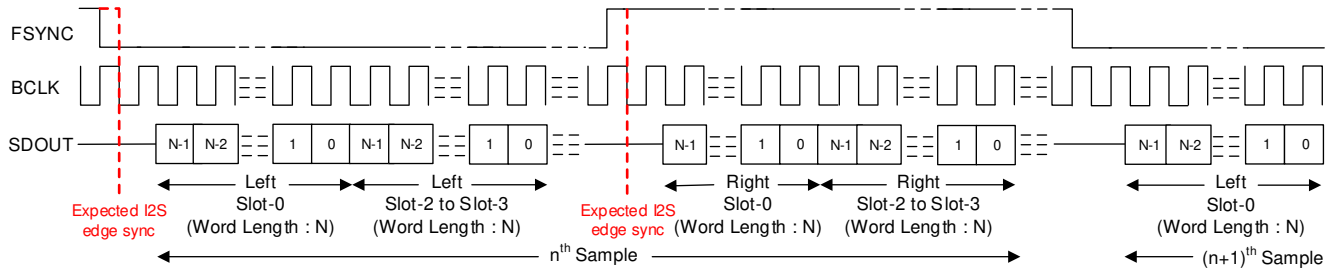 FSYNC
BCLK
SDOUT
N-1 N-2 1 0 N-1 N-2 1 0 N-1 1 0 N-1 N-2 1 0 N-1 N-2 1 0
Left Left Right Right Left
Expected I2S edge sync
Slot-0 (Word Length : N)
Slot-2 to Slot-3 (Word Length : N)
Expected I2S edge sync
Slot-0 (Word Length : N)
Slot-2 to Slot-3 (Word Length : N)
Slot-0 (Word Length : N)
nth Sample
(n+1)th Sample